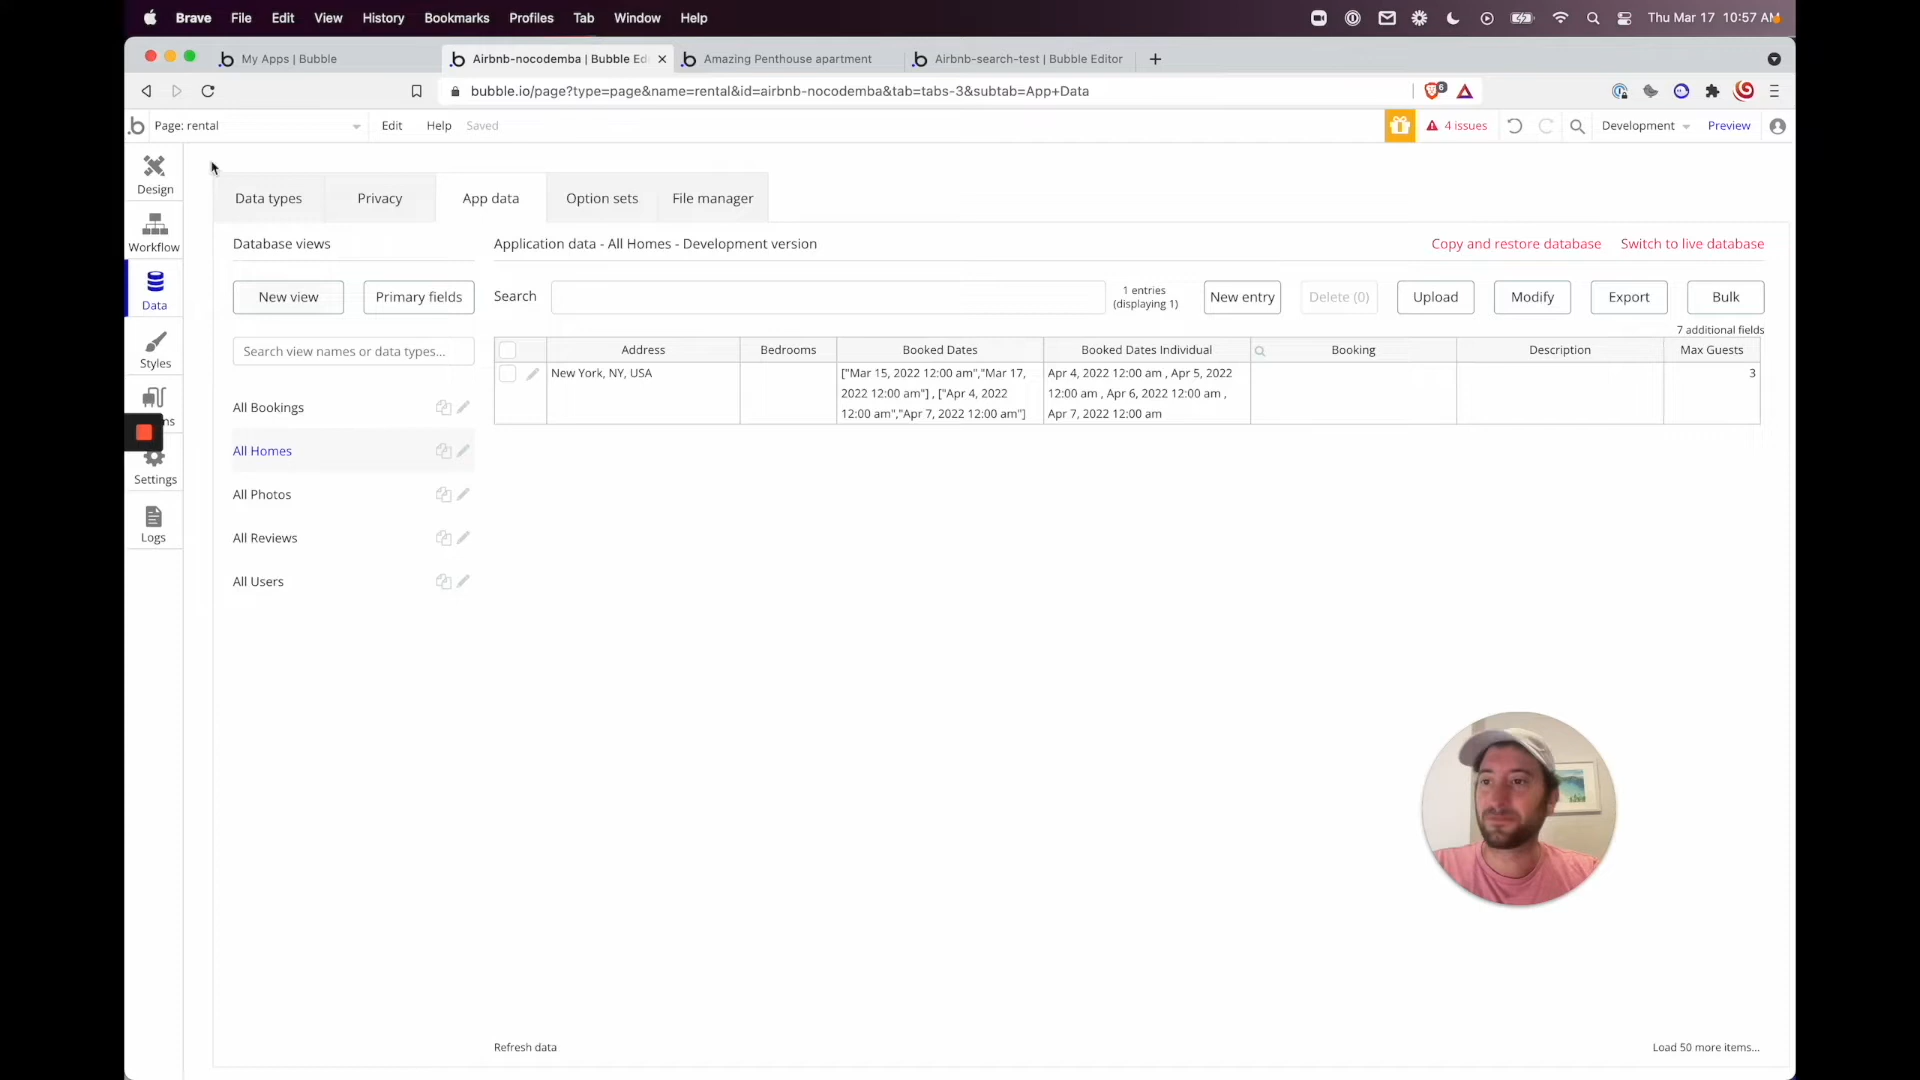 Brave File Edit View History Bookmarks Profiles Tab Window Help Thu Mar 17 10:57 AM
My Apps | Bubble Airbnb-nocodemba | Bubble Ed Amazing Penthouse apartment Airbnb-search-test | Bubble Editor
bubble.io/page?type=page&name=rental&id=airbnb-nocodemba&tab=tabs-3&subtab=App+Data
Page: rental Edit Help Saved 4 issues Development Preview
Design
Workflow
Data
Styles
ns
Settings
Logs
Data types Privacy App data Option sets File manager
Database views
New view Primary fields
Search view names or data types...
All Bookings
All Homes
All Photos
All Reviews
All Users
Application data - All Homes - Development version Copy and restore database Switch to live database
Search 1 entries New entry Delete (0) Upload Modify Export Bulk
(displaying 1)
7 additional fields
Address Bedrooms Booked Dates Booked Dates Individual Booking Description Max Guests
New York, NY, USA ["Mar 15, 2022 12:00 am","Mar 17, Apr 4, 2022 12:00 am , Apr 5, 2022 3
2022 12:00 am"] , ["Apr 4, 2022 12:00 am , Apr 6, 2022 12:00 am ,
12:00 am","Apr 7, 2022 12:00 am"] Apr 7, 2022 12:00 am
Refresh data Load 50 more items...